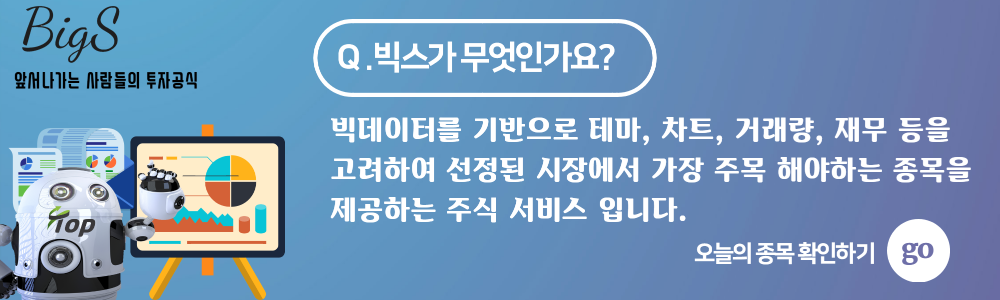 BigS
앞서나가는 사람들의 투자공식
Q.빅스가 무엇인가요?
빅데이터를 기반으로 테마, 차트, 거래량, 재무 등을
고려하여 선정된 시장에서 가장 주목 해야하는 종목을
제공하는 주식 서비스 입니다.
Top
오늘의 종목 확인하기
go